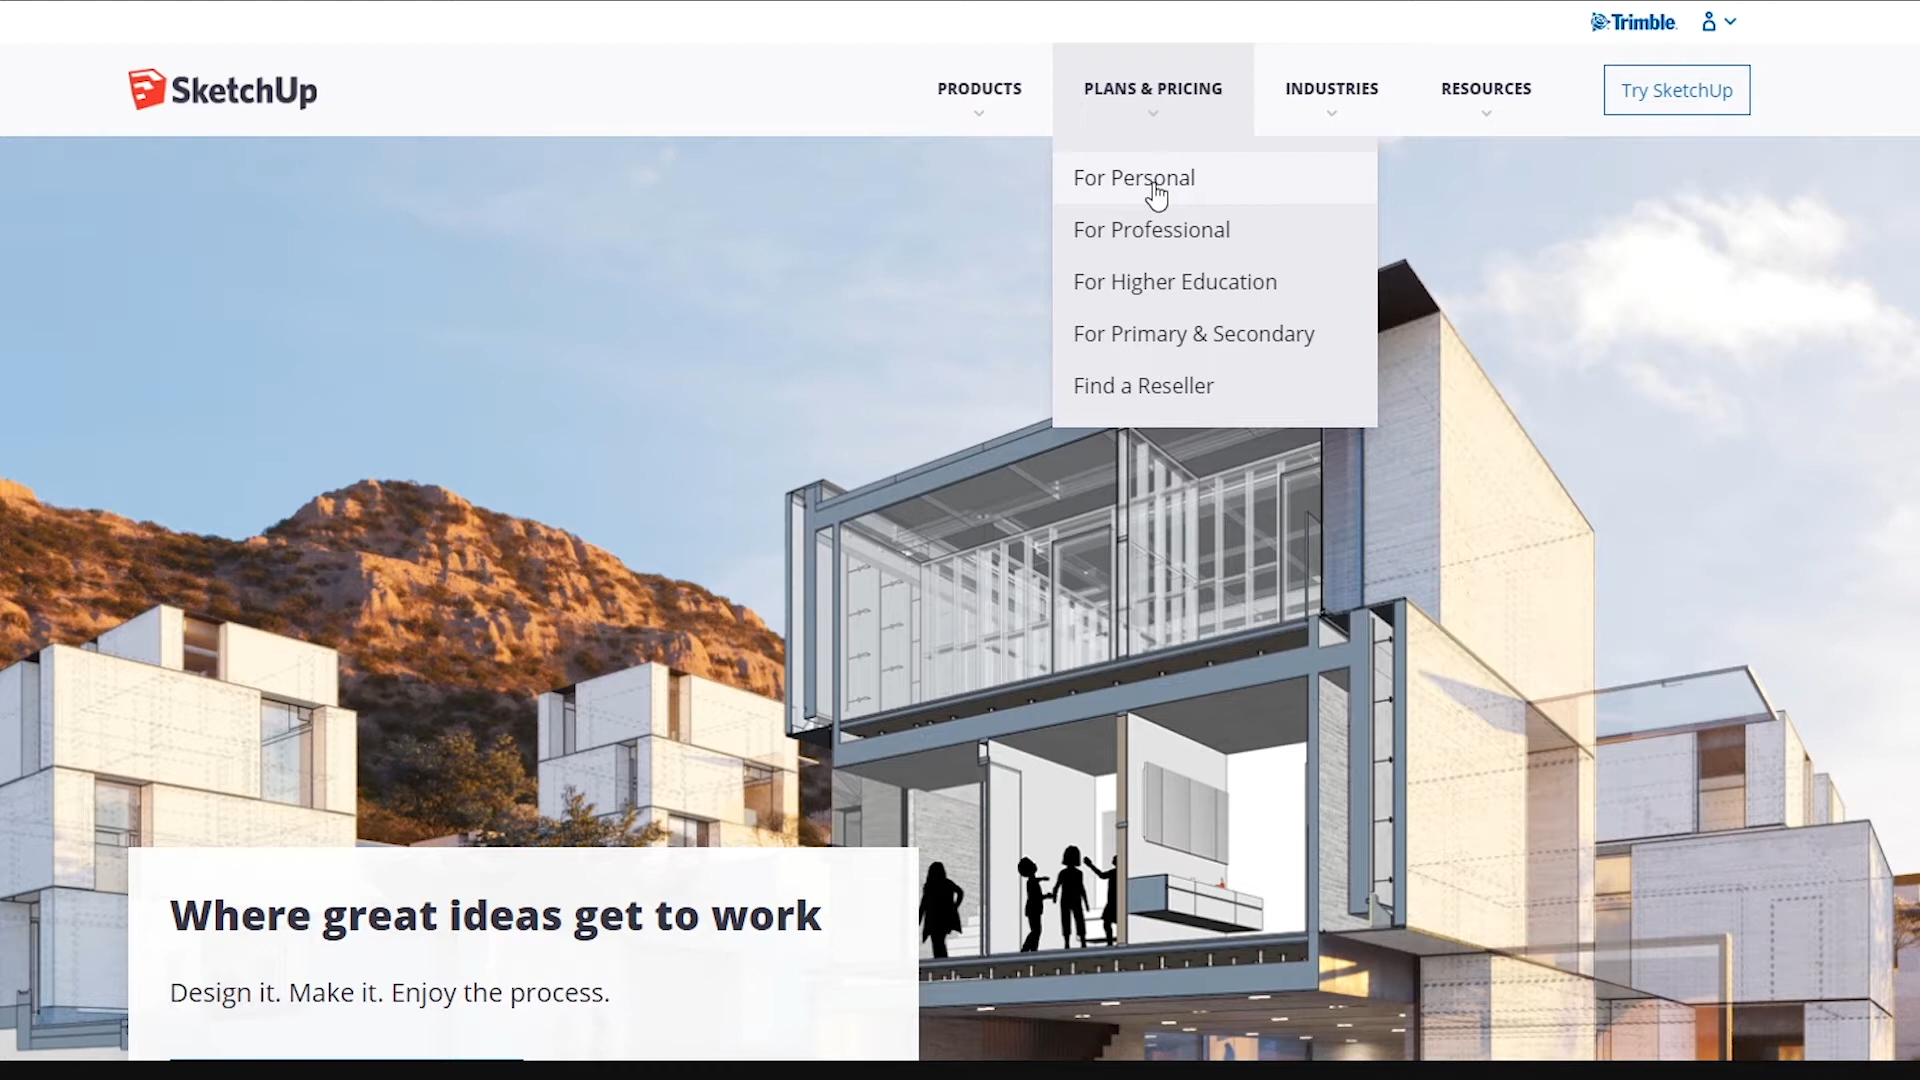 Trimble
SketchUp
PRODUCTS
PLANS & PRICING
INDUSTRIES
RESOURCES
Try SketchUp
For Personal
For Professional
For Higher Education
For Primary & Secondary
Find a Reseller
Where great ideas get to work
Design it. Make it. Enjoy the process.